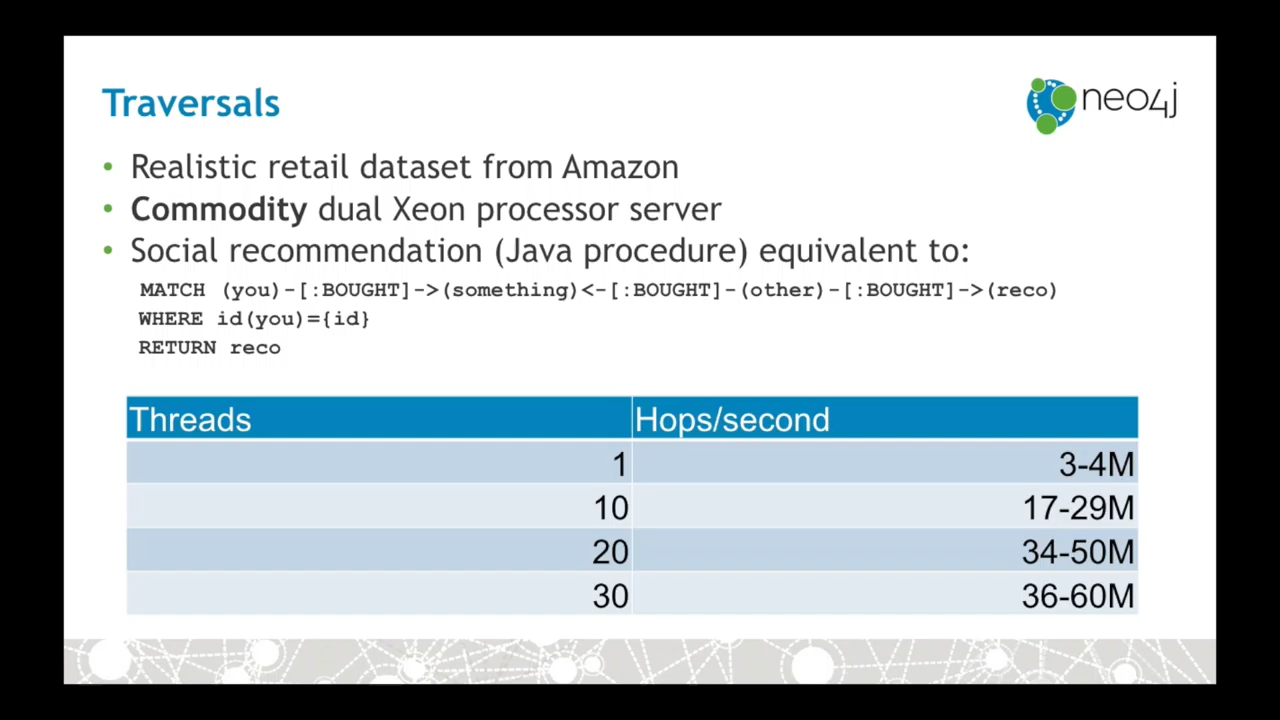 Traversals
neo4j
• Realistic retail dataset from Amazon
• Commodity dual Xeon processor server
• Social recommendation (Java procedure) equivalent to:
MATCH (you)-[:BOUGHT]->(something)<-[:BOUGHT]-(other)-[:BOUGHT]->(reco)
WHERE id(you)={id}
RETURN reco
Threads Hops/second
1 3-4M
10 17-29M
20 34-50M
30 36-60M